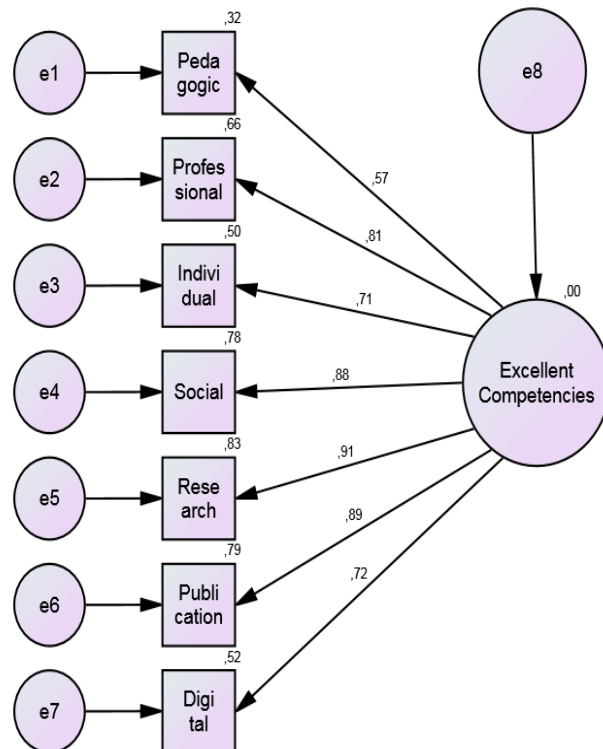 ,32
e1
Peda
gogic
e8
,66
e2
Profes
sional
,57
,50
,81
e3
Indivi
dual
,71
,00
,78
e4
Social
,88
Excellent
Competencies
,83
e5
Rese
arch
,91
,79
e6
Publi
cation
,89
,52
,72
e7
Digi
tal